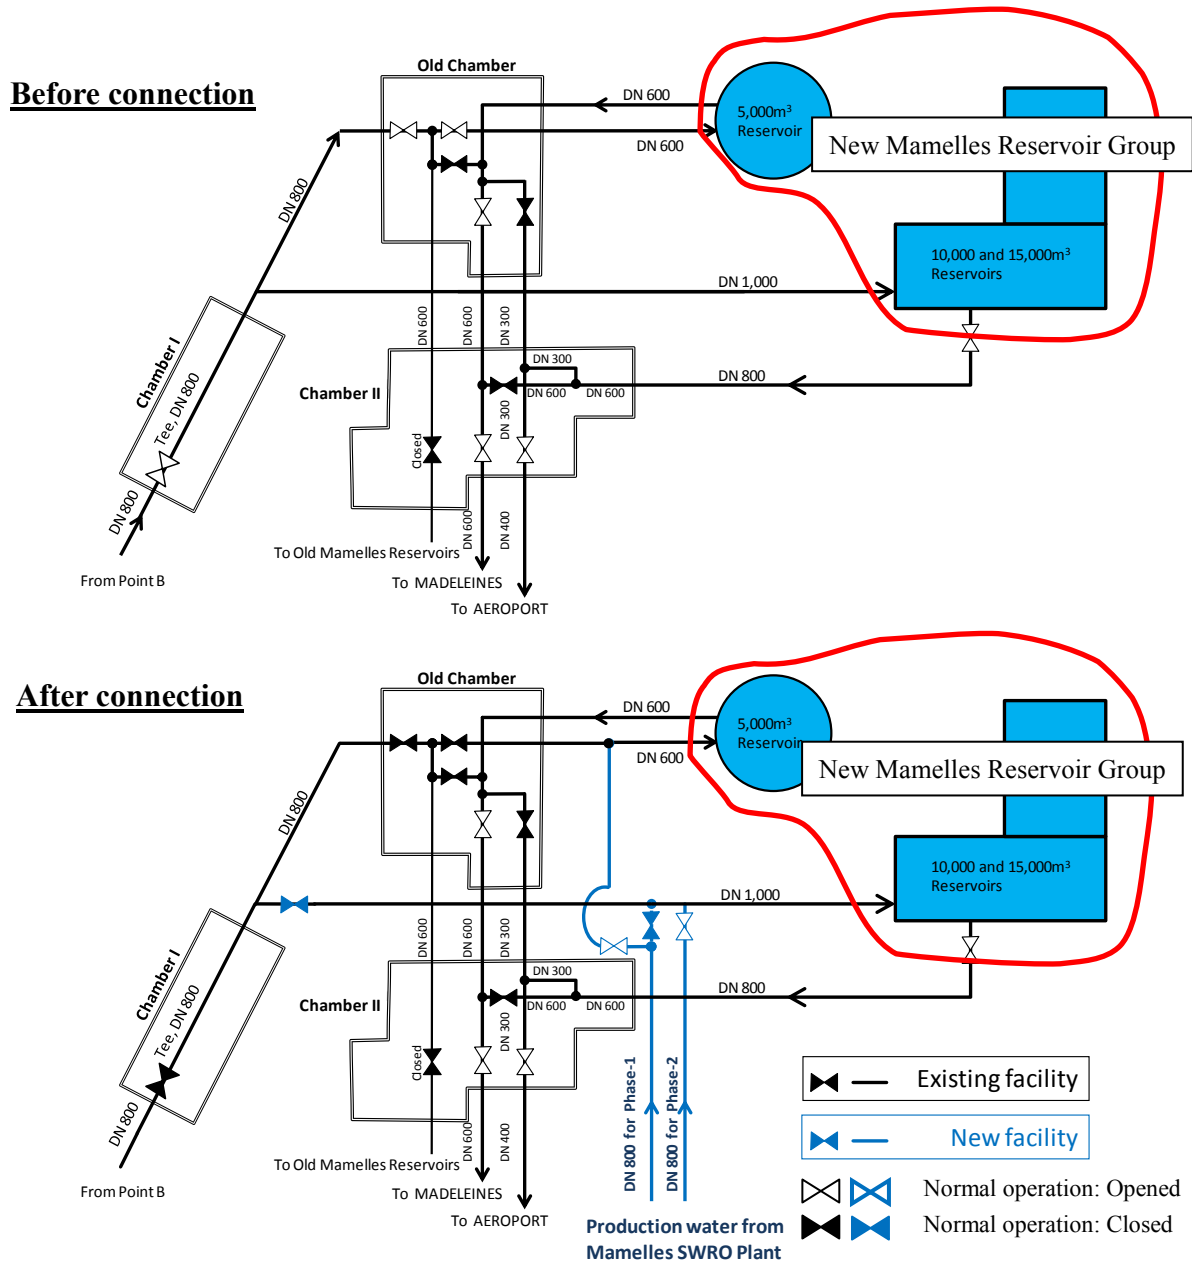 Before connection
Old Chamber
DN 600
5,000m³
Reservoir
DN 600
New Mamelles Reservoir Group
DN 800
10,000 and 15,000m³
Reservoirs
DN 1,000
DN 600
DN 600
DN 300
Chamber I
Tee, DN 800
DN 300
Chamber II
DN 600
DN 600
DN 800
DN 300
Closed
DN 800
DN 600
DN 400
To Old Mamelles Reservoirs
From Point B
To MADELEINES
To AEROPORT
After connection
Old Chamber
DN 600
5,000m³
Reservoir
DN 600
New Mamelles Reservoir Group
DN 800
10,000 and 15,000m³
Reservoirs
DN 1,000
DN 600
DN 600
DN 300
Chamber I
Tee, DN 800
DN 300
Chamber II
DN 600
DN 600
DN 800
DN 300
Closed
DN 800
DN 600
DN 400
DN 800 for Phase-1
DN 800 for Phase-2
Existing facility
New facility
To Old Mamelles Reservoirs
From Point B
To MADELEINES
To AEROPORT
Normal operation: Opened
Normal operation: Closed
Production water from
Mamelles SWRO Plant